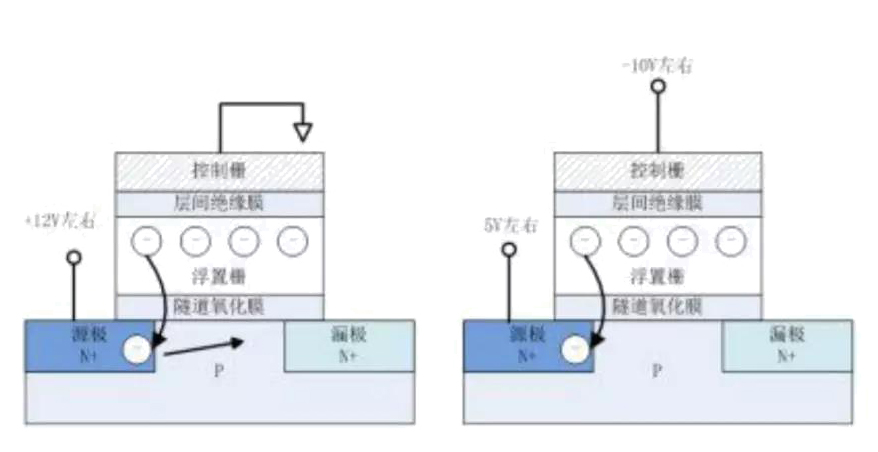 -10V左右
控制栅
控制栅
层间绝缘膜
层间绝缘膜
+12V左右
5V左右
浮置栅
浮置栅
隧道氧化膜
隧道氧化膜
源极
N+
漏极
N+
P
源极
N+
漏极
N+
P